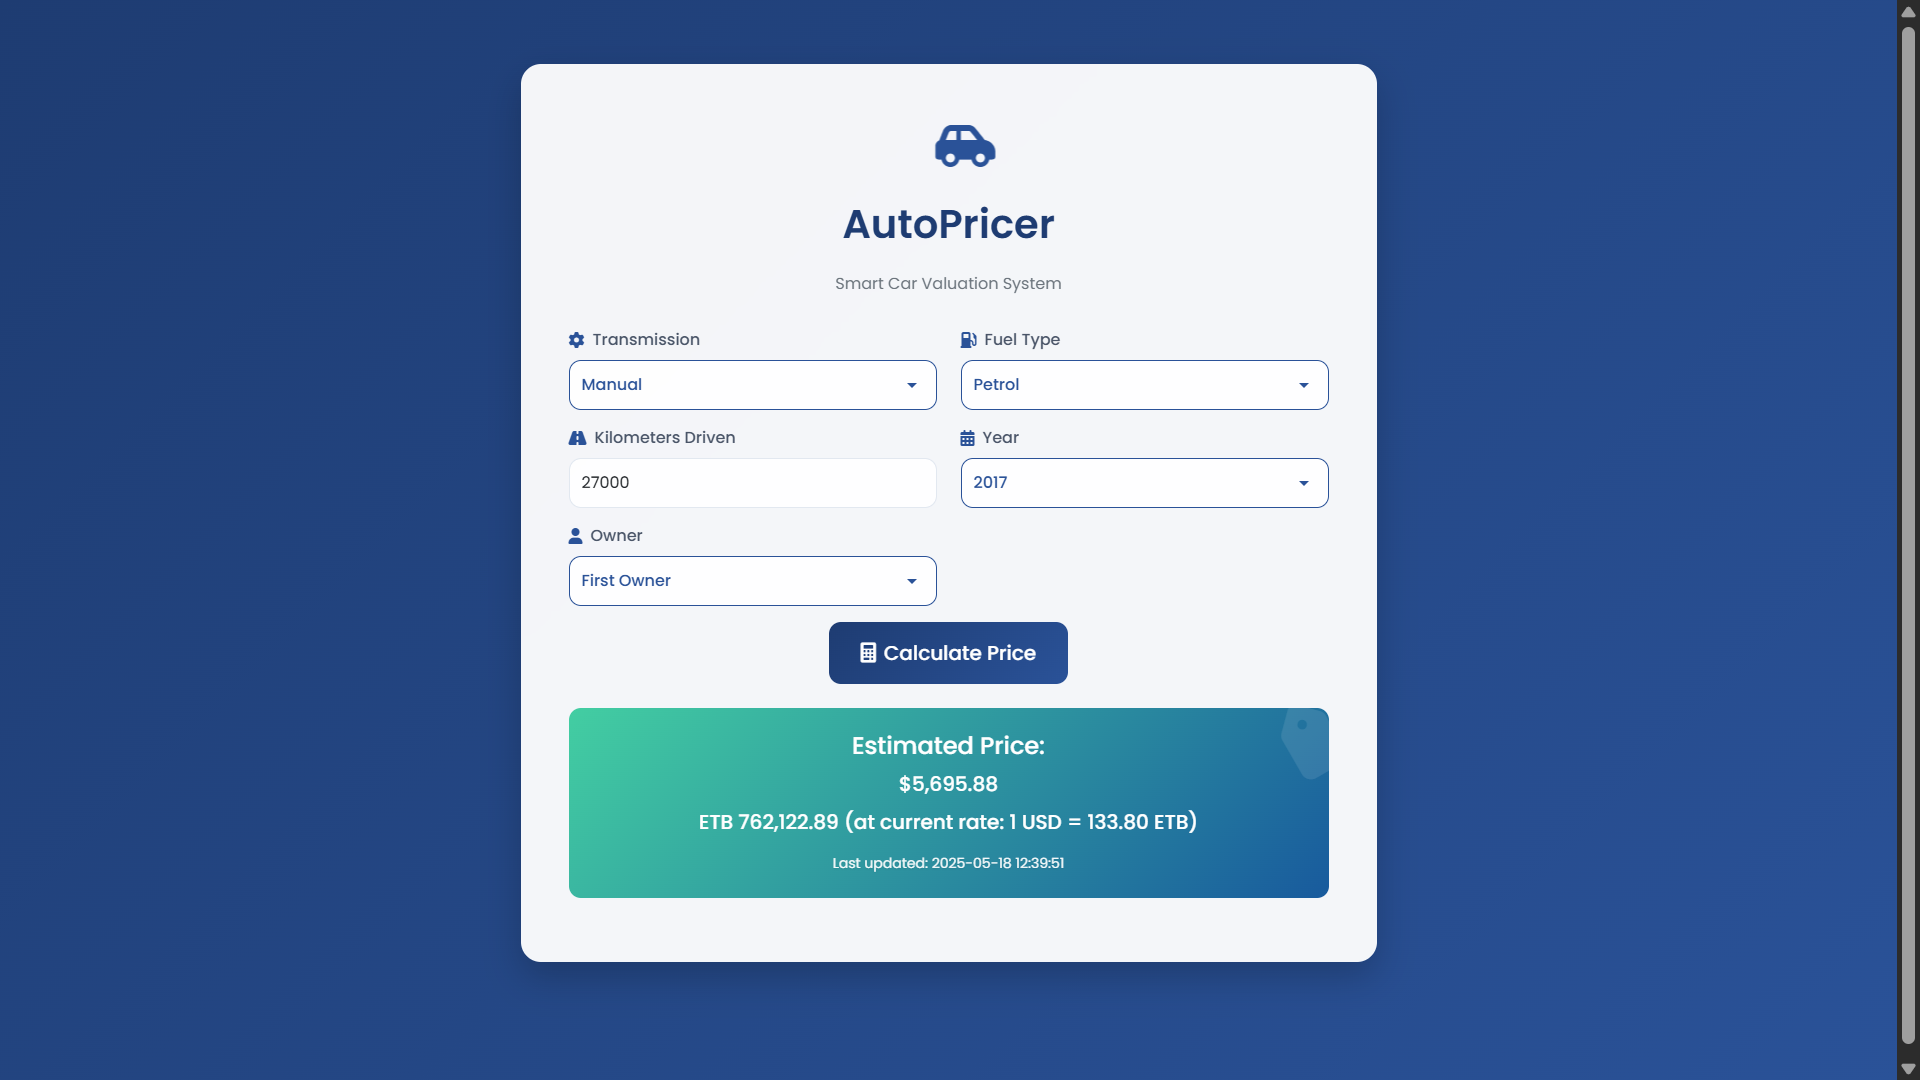 AutoPricer
Smart Car Valuation System
Transmission
Manual
Fuel Type
Petrol
Kilometers Driven
27000
Year
2017
Owner
First Owner
Calculate Price
Estimated Price:
$5,695.88
ETB 762,122.89 (at current rate: 1 USD = 133.80 ETB)
Last updated: 2025-05-18 12:39:51